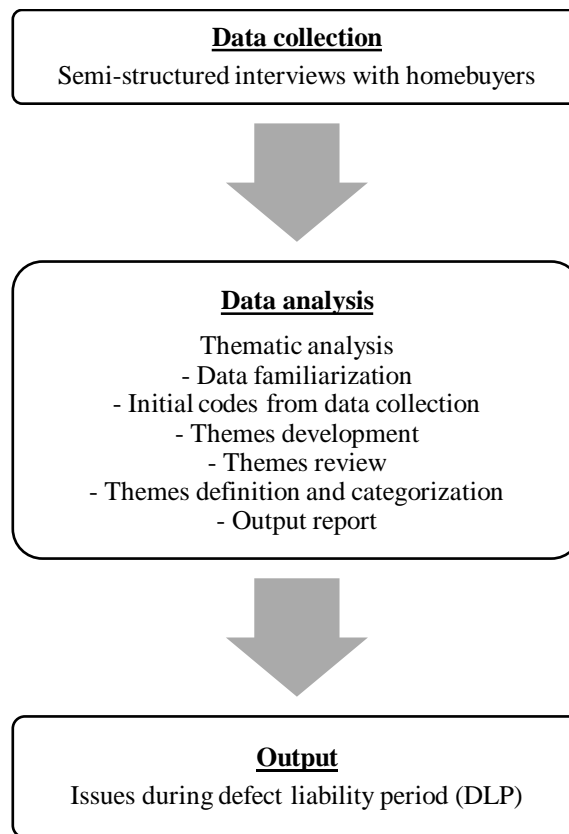 Data collection
Semi-structured interviews with homebuyers
Data analysis
Thematic analysis
- Data familiarization
- Initial codes from data collection
- Themes development
- Themes review
- Themes definition and categorization
- Output report
Output
Issues during defect liability period (DLP)